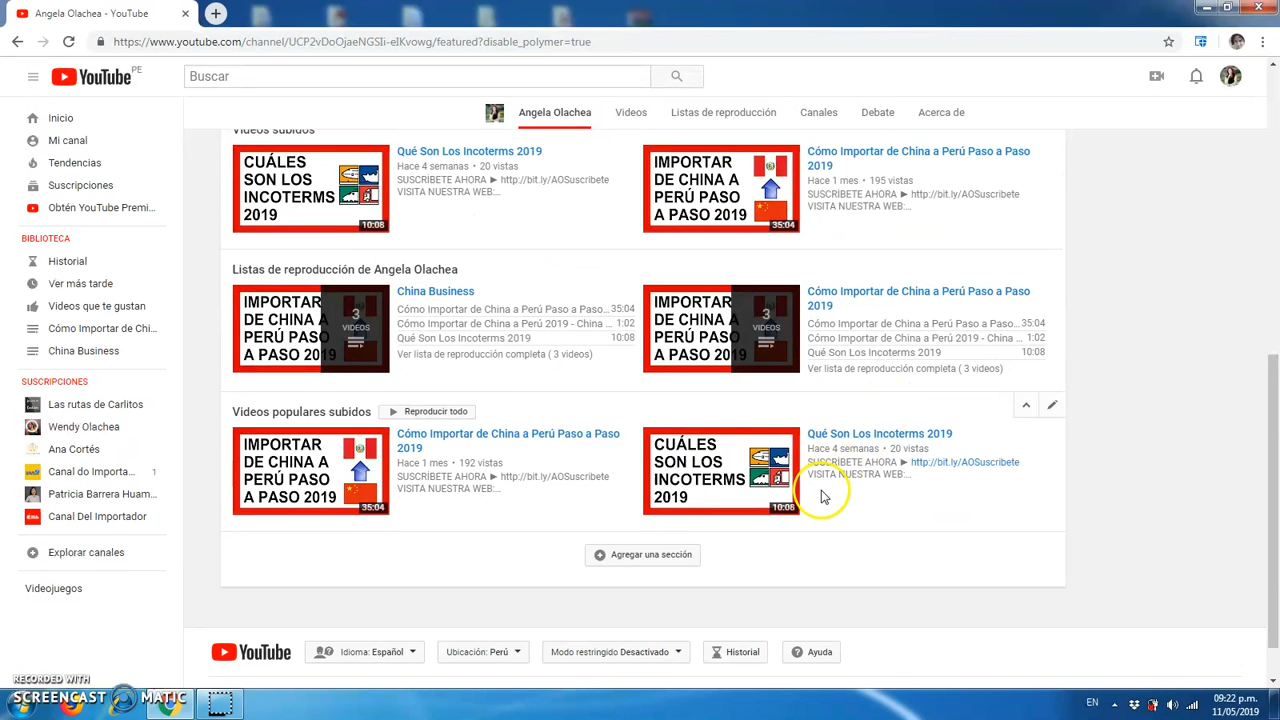 Angela Olachea - YouTube
https://www.youtube.com/channel/UCP2vDoOjaeNGSIi-eIKvowg/featured?disable_polymer=true
YouTube PE
Buscar
Angela Olachea
Videos
Listas de reproducción
Canales
Debate
Acerca de
Inicio
Mi canal
Tendencias
Suscripciones
Obtén YouTube Premi...
BIBLIOTECA
Historial
Ver más tarde
Videos que te gustan
Cómo Importar de Chi...
China Business
SUSCRIPCIONES
Las rutas de Carlitos
Wendy Olachea
Ana Cortés
Canal do Importa... 1
Patricia Barrera Huam...
Canal Del Importador
Explorar canales
Videojuegos
Videos subidos
CUÁLES
SON LOS
INCOTERMS
2019
10:08
Qué Son Los Incoterms 2019
Hace 4 semanas • 20 vistas
SUSCRÍBETE AHORA ► http://bit.ly/AOSuscribete
VISITA NUESTRA WEB:...
IMPORTAR
DE CHINA A
PERÚ PASO
A PASO 2019
35:04
Cómo Importar de China a Perú Paso a Paso
2019
Hace 1 mes • 195 vistas
SUSCRÍBETE AHORA ► http://bit.ly/AOSuscribete
VISITA NUESTRA WEB:...
Listas de reproducción de Angela Olachea
IMPORTAR
DE CHINA A
PERÚ PASO
A PASO 2019
3
VIDEOS
China Business
Cómo Importar de China a Perú Paso a Paso... 35:04
Cómo Importar de China a Perú 2019 - China ... 1:02
Qué Son Los Incoterms 2019 10:08
Ver lista de reproducción completa ( 3 videos)
IMPORTAR
DE CHINA A
PERÚ PASO
A PASO 2019
3
VIDEOS
Cómo Importar de China a Perú Paso a Paso
2019
Cómo Importar de China a Perú Paso a Paso... 35:04
Cómo Importar de China a Perú 2019 - China ... 1:02
Qué Son Los Incoterms 2019 10:08
Ver lista de reproducción completa ( 3 videos)
Videos populares subidos
Reproducir todo
IMPORTAR
DE CHINA A
PERÚ PASO
A PASO 2019
35:04
Cómo Importar de China a Perú Paso a Paso
2019
Hace 1 mes • 192 vistas
SUSCRÍBETE AHORA ► http://bit.ly/AOSuscribete
VISITA NUESTRA WEB:...
CUÁLES
SON LOS
INCOTERMS
2019
10:08
Qué Son Los Incoterms 2019
Hace 4 semanas • 20 vistas
SUSCRÍBETE AHORA ► http://bit.ly/AOSuscribete
VISITA NUESTRA WEB:...
Agregar una sección
YouTube
Idioma: Español
Ubicación: Perú
Modo restringido Desactivado
Historial
Ayuda
RECORDED WITH
SCREENCAST MATIC
EN
09:22 p.m.
11/05/2019